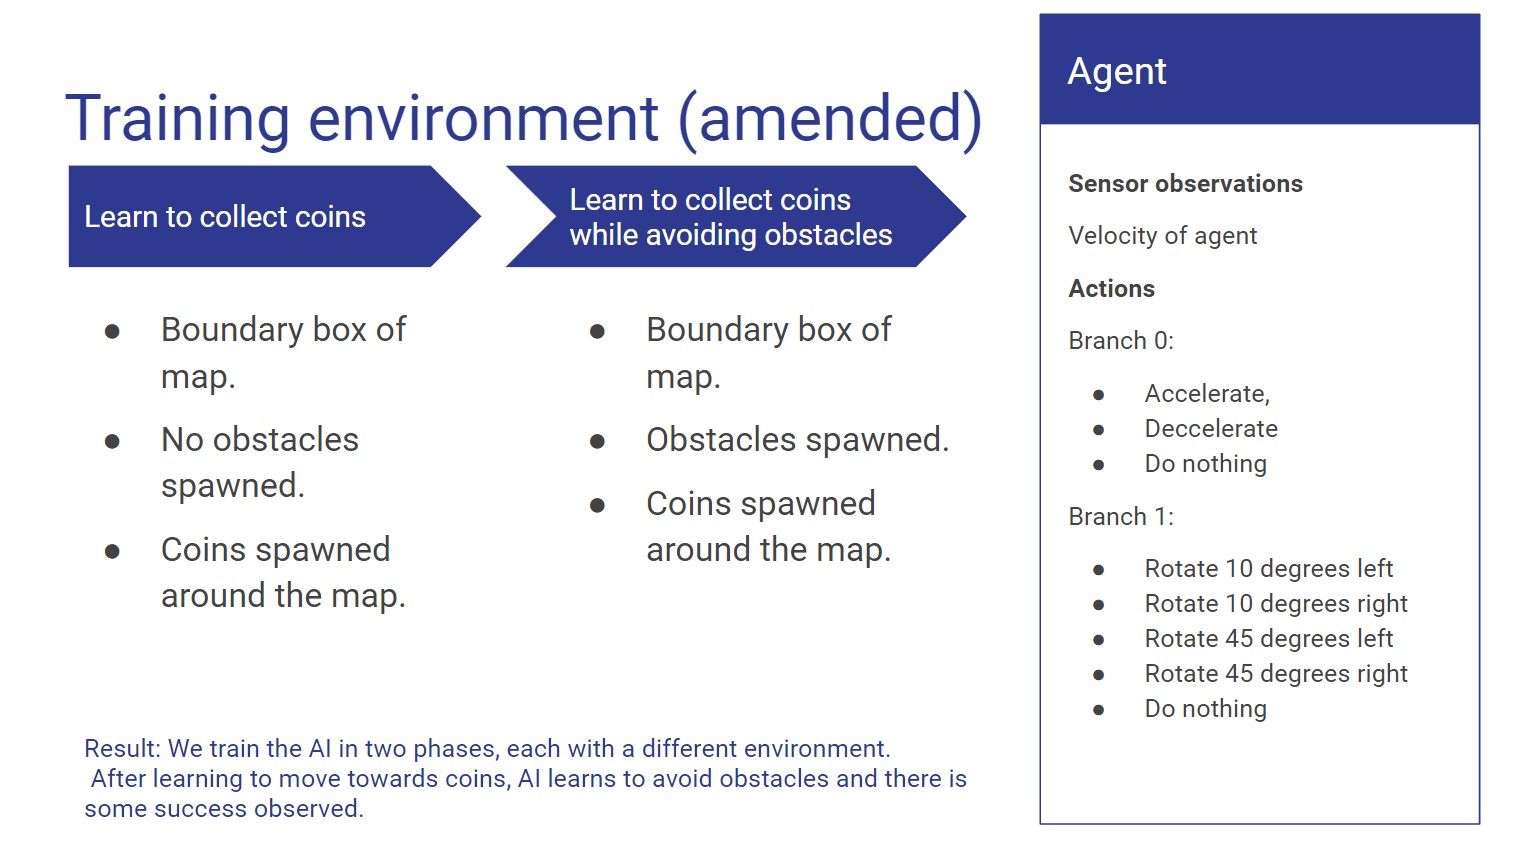 Training environment (amended)
Learn to collect coins
● Boundary box of
map.
● No obstacles
spawned.
● Coins spawned
around the map.
Learn to collect coins
while avoiding obstacles
● Boundary box of
map.
● Obstacles spawned.
● Coins spawned
around the map.
Result: We train the AI in two phases, each with a different environment.
After learning to move towards coins, AI learns to avoid obstacles and there is
some success observed.
Agent
Sensor observations
Velocity of agent
Actions
Branch 0:
● Accelerate,
● Deccelerate
● Do nothing
Branch 1:
● Rotate 10 degrees left
● Rotate 10 degrees right
● Rotate 45 degrees left
● Rotate 45 degrees right
● Do nothing